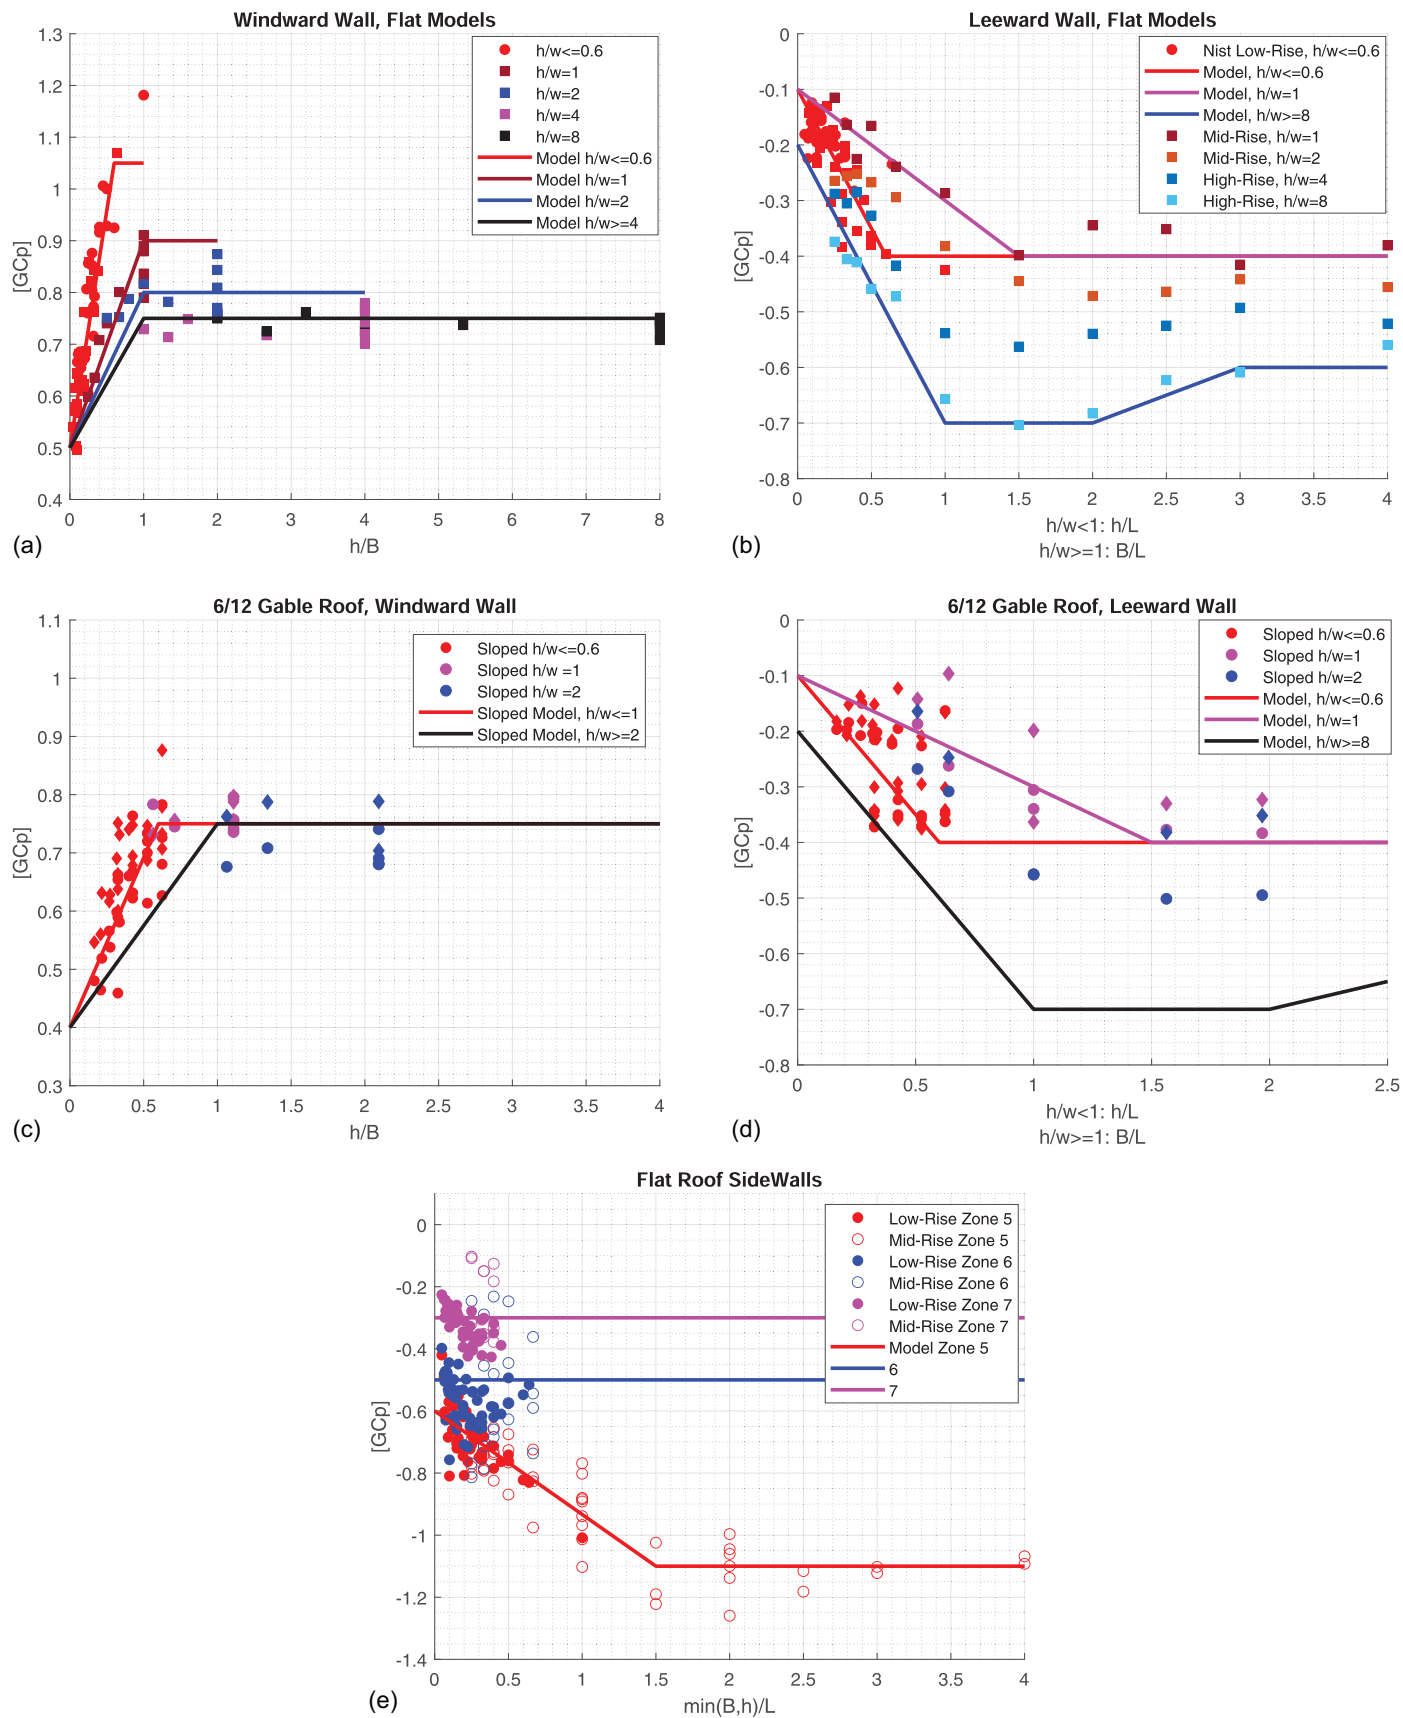 Windward Wall, Flat Models
1.3
1.2
1.1
1
0.9
0.8
0.7
0.6
0.5
0.4
[GCp]
h/w<=0.6
h/w=1
h/w=2
h/w=4
h/w=8
Model h/w<=0.6
Model h/w=1
Model h/w=2
Model h/w>=4
0 1 2 3 4 5 6 7 8
h/B
(a)
Leeward Wall, Flat Models
0
-0.1
-0.2
-0.3
-0.4
-0.5
-0.6
-0.7
-0.8
[GCp]
Nist Low-Rise, h/w<=0.6
Model, h/w<=0.6
Model, h/w=1
Model, h/w>=8
Mid-Rise, h/w=1
Mid-Rise, h/w=2
High-Rise, h/w=4
High-Rise, h/w=8
0 0.5 1 1.5 2 2.5 3 3.5 4
h/w<1: h/L
h/w>=1: B/L
(b)
6/12 Gable Roof, Windward Wall
1.1
1
0.9
0.8
0.7
0.6
0.5
0.4
0.3
[GCp]
Sloped h/w<=0.6
Sloped h/w =1
Sloped h/w =2
Sloped Model, h/w<=1
Sloped Model, h/w>=2
0 0.5 1 1.5 2 2.5 3 3.5 4
h/B
(c)
6/12 Gable Roof, Leeward Wall
0
-0.1
-0.2
-0.3
-0.4
-0.5
-0.6
-0.7
-0.8
[GCp]
Sloped h/w<=0.6
Sloped h/w=1
Sloped h/w=2
Model, h/w<=0.6
Model, h/w=1
Model, h/w>=8
0 0.5 1 1.5 2 2.5
h/w<1: h/L
h/w>=1: B/L
(d)
Flat Roof SideWalls
0
-0.2
-0.4
-0.6
-0.8
-1
-1.2
-1.4
[GCp]
Low-Rise Zone 5
Mid-Rise Zone 5
Low-Rise Zone 6
Mid-Rise Zone 6
Low-Rise Zone 7
Mid-Rise Zone 7
Model Zone 5
6
7
0 0.5 1 1.5 2 2.5 3 3.5 4
min(B,h)/L
(e)